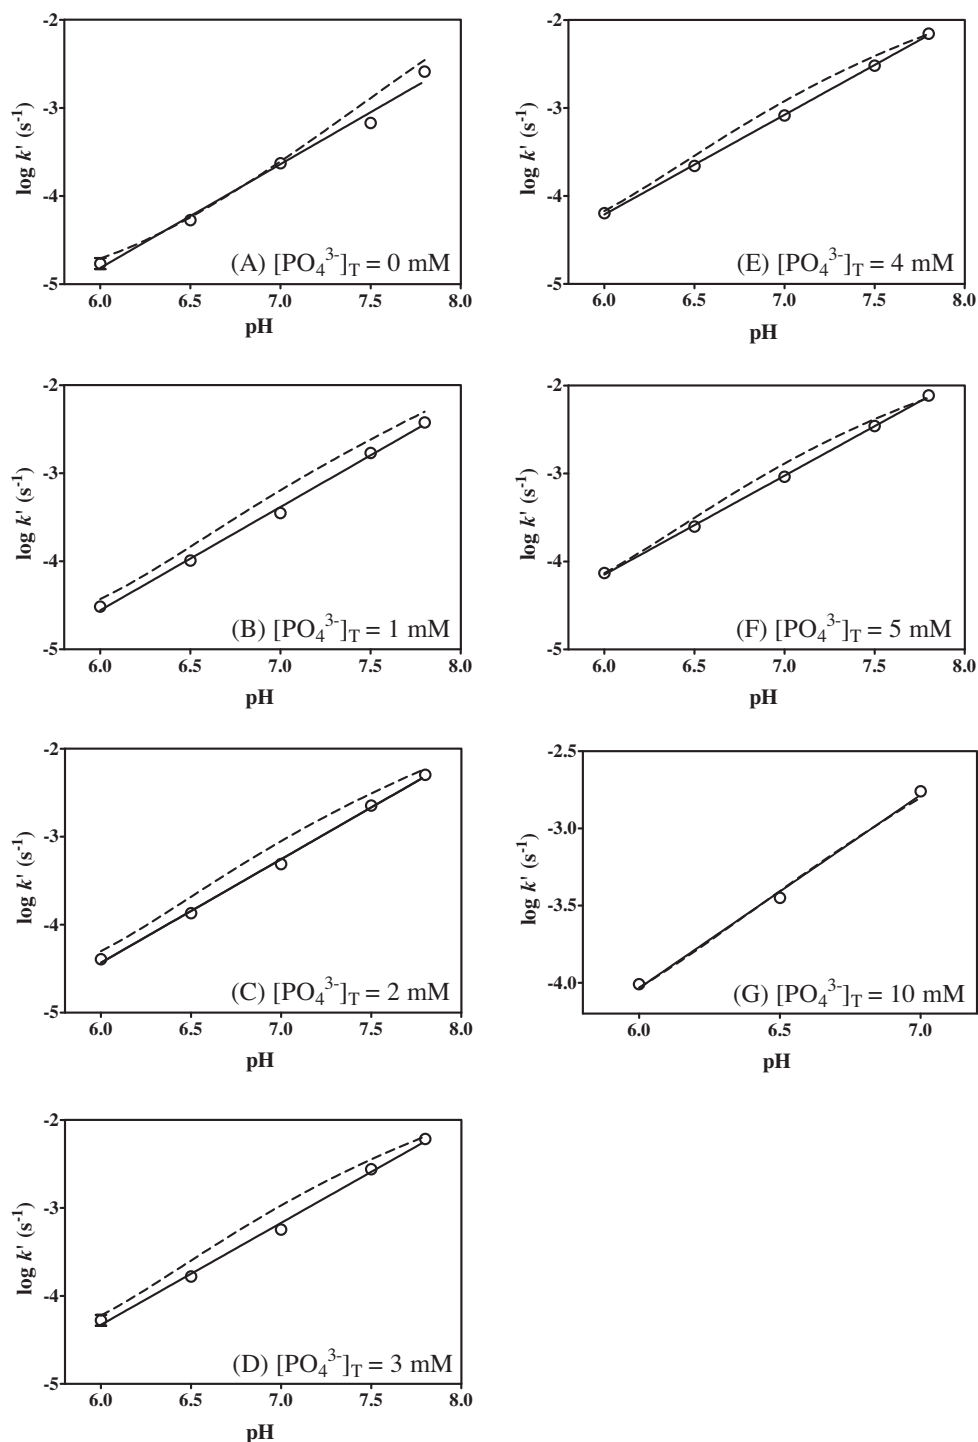 -2
-3
-4
-5
log k' (s⁻¹)
6.0 6.5 7.0 7.5 8.0
pH
(A) [PO₄³⁻]T = 0 mM
-2
-3
-4
-5
log k' (s⁻¹)
6.0 6.5 7.0 7.5 8.0
pH
(B) [PO₄³⁻]T = 1 mM
-2
-3
-4
-5
log k' (s⁻¹)
6.0 6.5 7.0 7.5 8.0
pH
(C) [PO₄³⁻]T = 2 mM
-2
-3
-4
-5
log k' (s⁻¹)
6.0 6.5 7.0 7.5 8.0
pH
(D) [PO₄³⁻]T = 3 mM
-2
-3
-4
-5
log k' (s⁻¹)
6.0 6.5 7.0 7.5 8.0
pH
(E) [PO₄³⁻]T = 4 mM
-2
-3
-4
-5
log k' (s⁻¹)
6.0 6.5 7.0 7.5 8.0
pH
(F) [PO₄³⁻]T = 5 mM
-2.5
-3.0
-3.5
-4.0
log k' (s⁻¹)
6.0 6.5 7.0
pH
(G) [PO₄³⁻]T = 10 mM